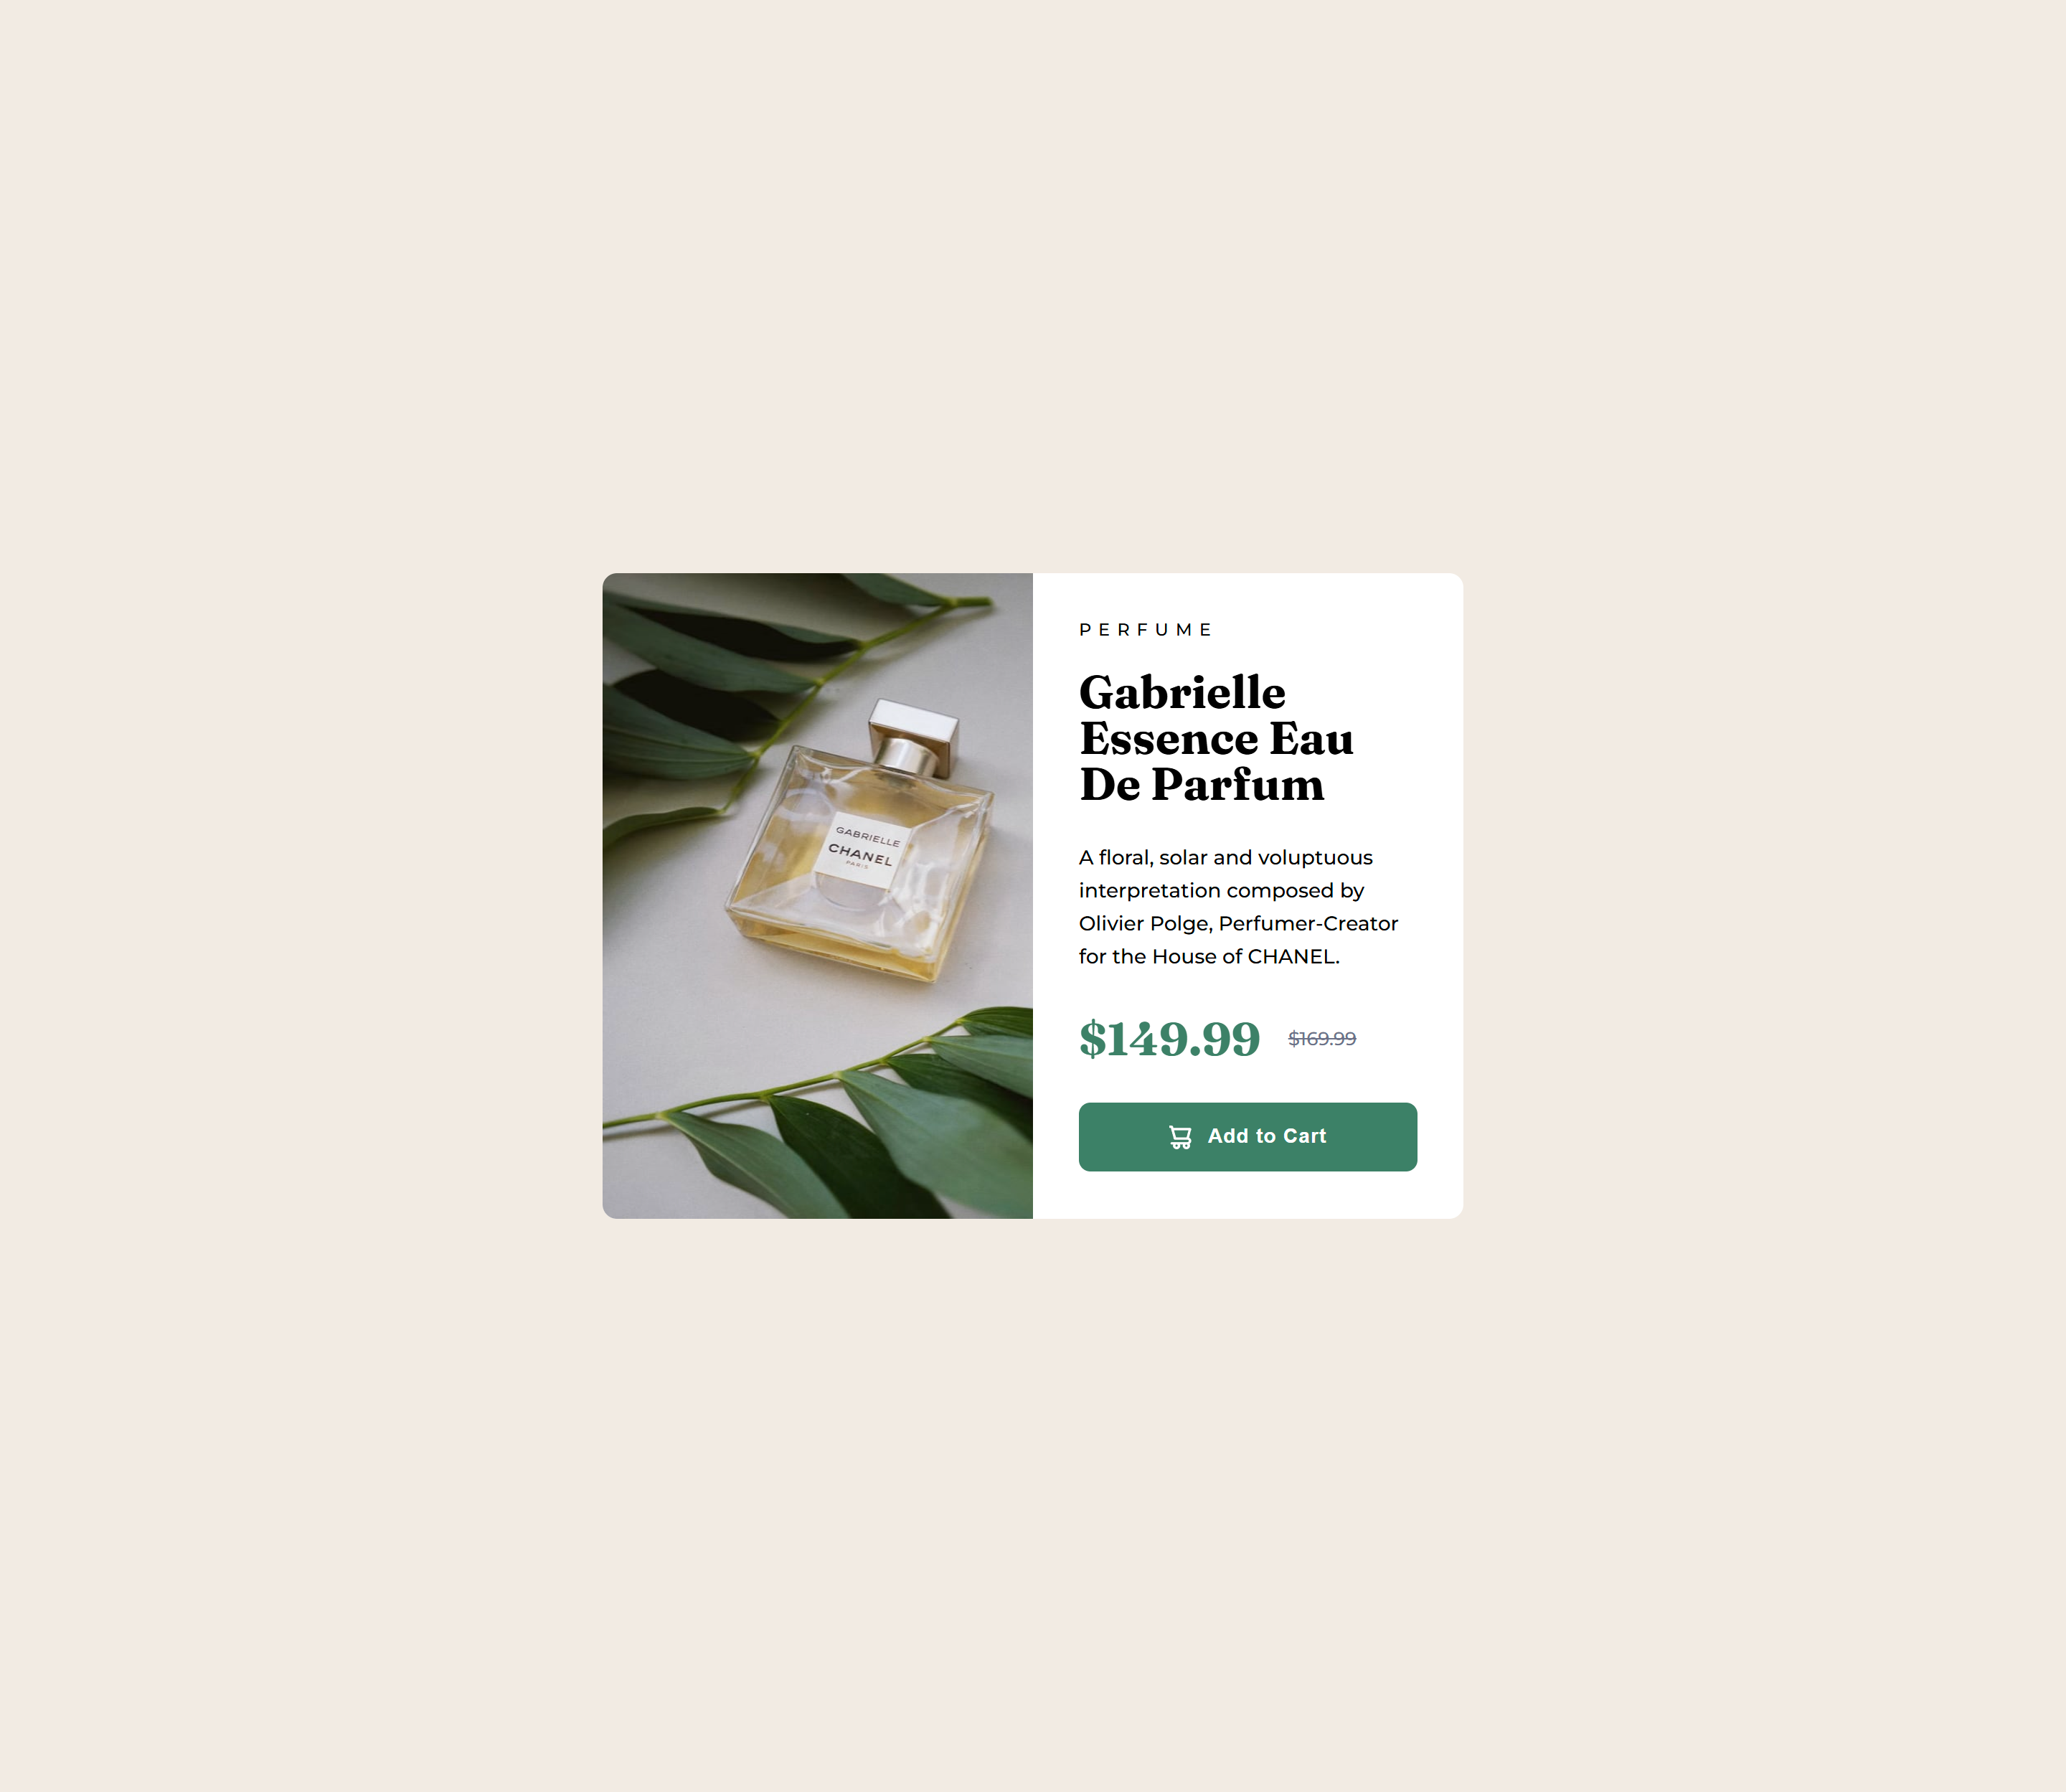 GABRIELLE
CHANEL
PARIS
PERFUME
Gabrielle
Essence Eau
De Parfum
A floral, solar and voluptuous
interpretation composed by
Olivier Polge, Perfumer-Creator
for the House of CHANEL.
$149.99 $169.99
Add to Cart